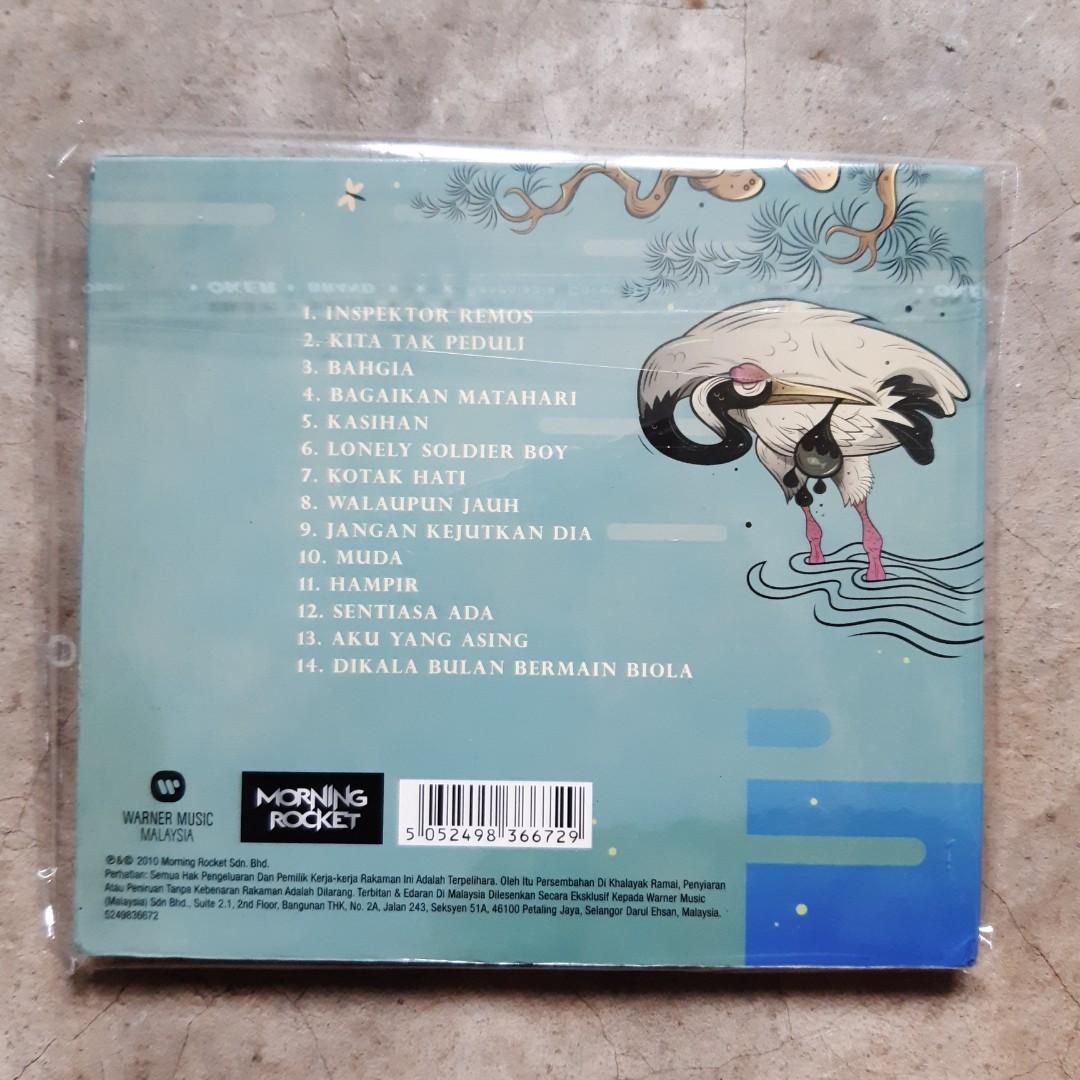 OKER • BRAND
1. INSPEKTOR REMOS
2. KITA TAK PEDULI
3. BAHGIA
4. BAGAIKAN MATAHARI
5. KASIHAN
6. LONELY SOLDIER BOY
7. KOTAK HATI
8. WALAUPUN JAUH
9. JANGAN KEJUTKAN DIA
10. MUDA
11. HAMPIR
12. SENTIASA ADA
13. AKU YANG ASING
14. DIKALA BULAN BERMAIN BIOLA
WARNER MUSIC
MALAYSIA
MORNING
ROCKET
5 052498 366729
℗&© 2010 Morning Rocket Sdn. Bhd.
Perhatian: Semua Hak Pengeluaran Dan Pemilik Kerja-kerja Rakaman Ini Adalah Terpelihara. Oleh Itu Persembahan Di Khalayak Ramai, Penyiaran
Atau Peniruan Tanpa Kebenaran Rakaman Adalah Dilarang. Terbitan & Edaran Di Malaysia Dilesenkan Secara Eksklusif Kepada Warner Music
(Malaysia) Sdn Bhd., Suite 2.1, 2nd Floor, Bangunan THK, No. 2A, Jalan 243, Seksyen 51A, 46100 Petaling Jaya, Selangor Darul Ehsan, Malaysia.
5249836672